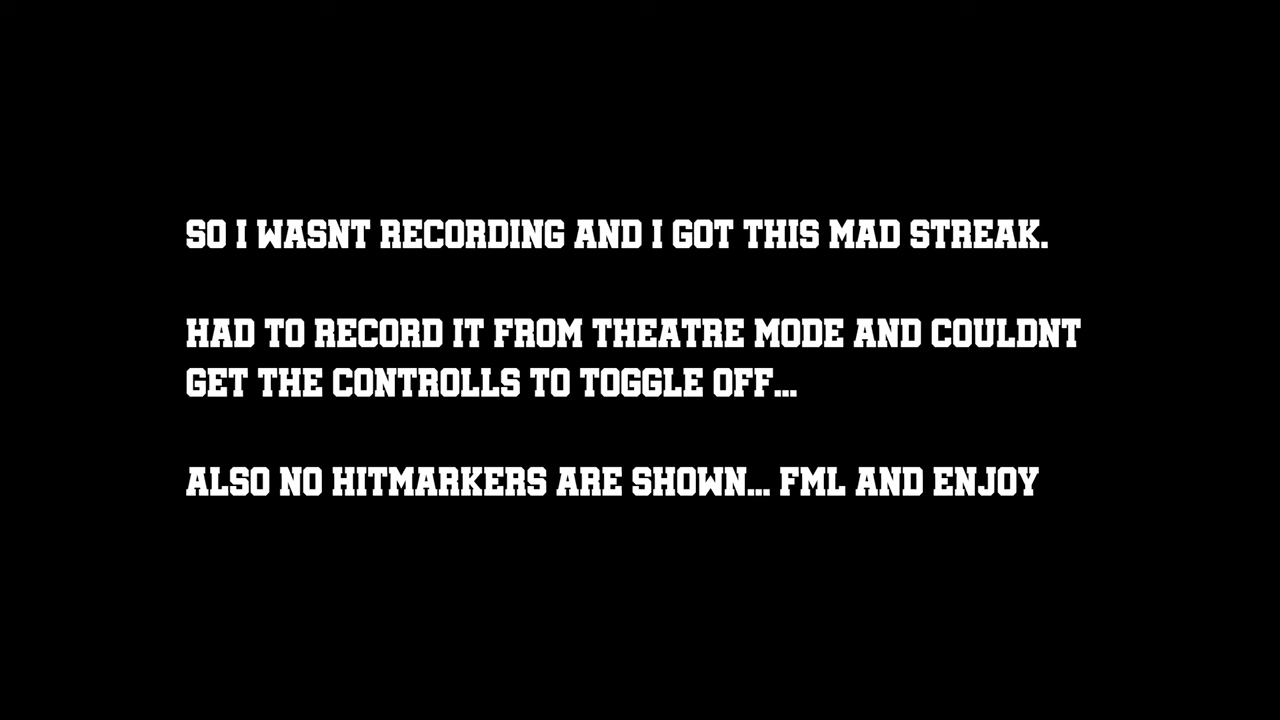 SO I WASNT RECORDING AND I GOT THIS MAD STREAK.
HAD TO RECORD IT FROM THEATRE MODE AND COULDNT
GET THE CONTROLLS TO TOGGLE OFF...
ALSO NO HITMARKERS ARE SHOWN... FML AND ENJOY